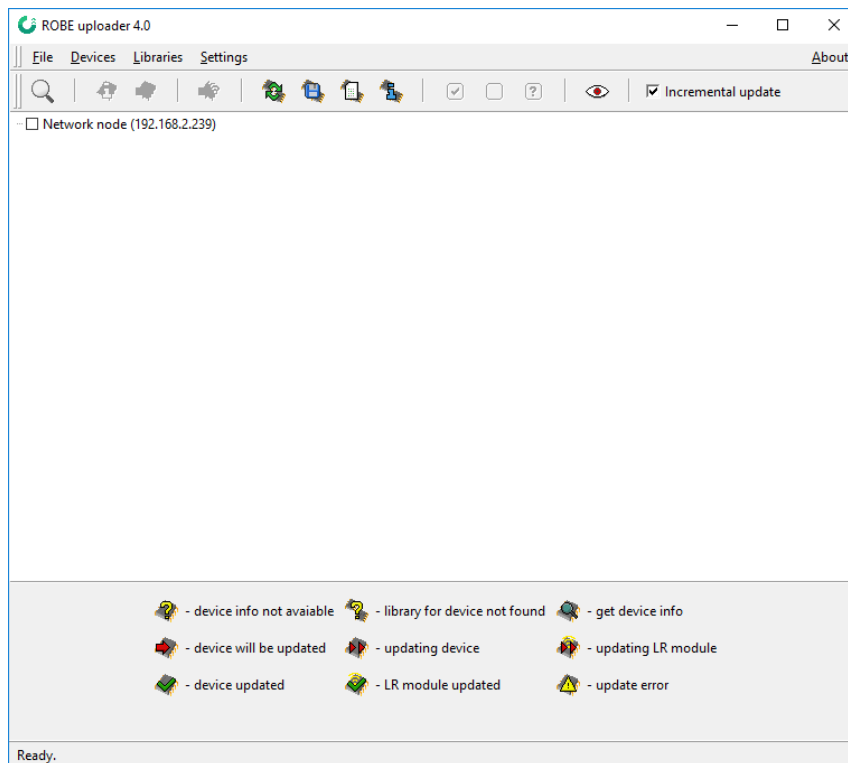 ROBE uploader 4.0
File Devices Libraries Settings About
Incremental update
Network node (192.168.2.239)
- device info not avaiable - library for device not found - get device info
- device will be updated - updating device - updating LR module
- device updated - LR module updated - update error
Ready.